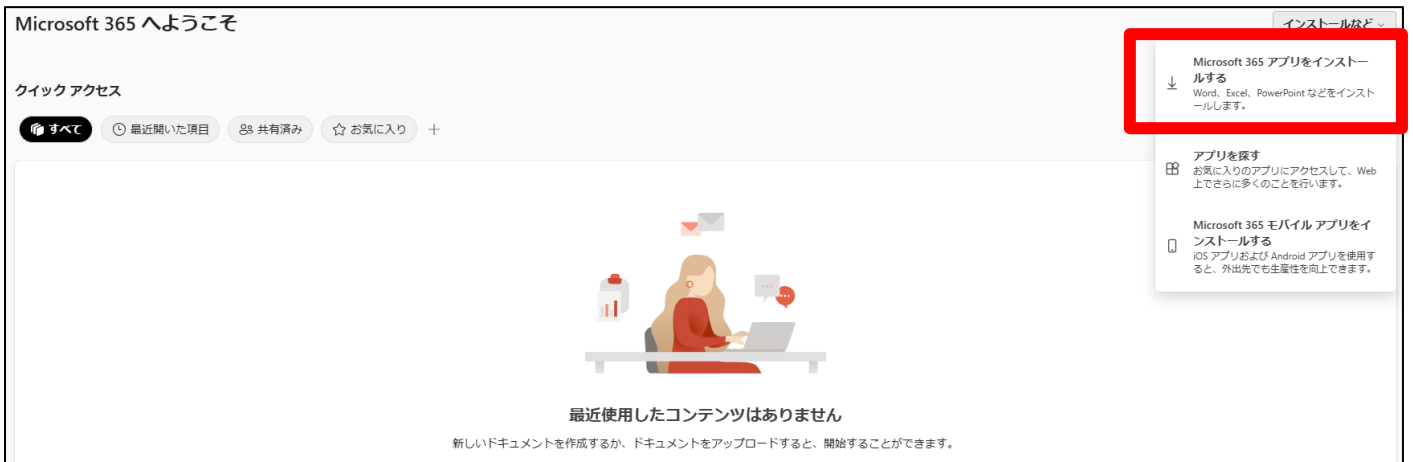 Microsoft 365 へようこそ
インストールなど
クイック アクセス
すべて
最近開いた項目
共有済み
お気に入り
Microsoft 365 アプリをインストー
ルする
Word、Excel、PowerPoint などをインスト
ールします。
アプリを探す
お気に入りのアプリにアクセスして、Web
上でさらに多くのことを行います。
Microsoft 365 モバイル アプリをイ
ンストールする
iOS アプリおよび Android アプリを使用す
ると、外出先でも生産性を向上できます。
最近使用したコンテンツはありません
新しいドキュメントを作成するか、ドキュメントをアップロードすると、開始することができます。